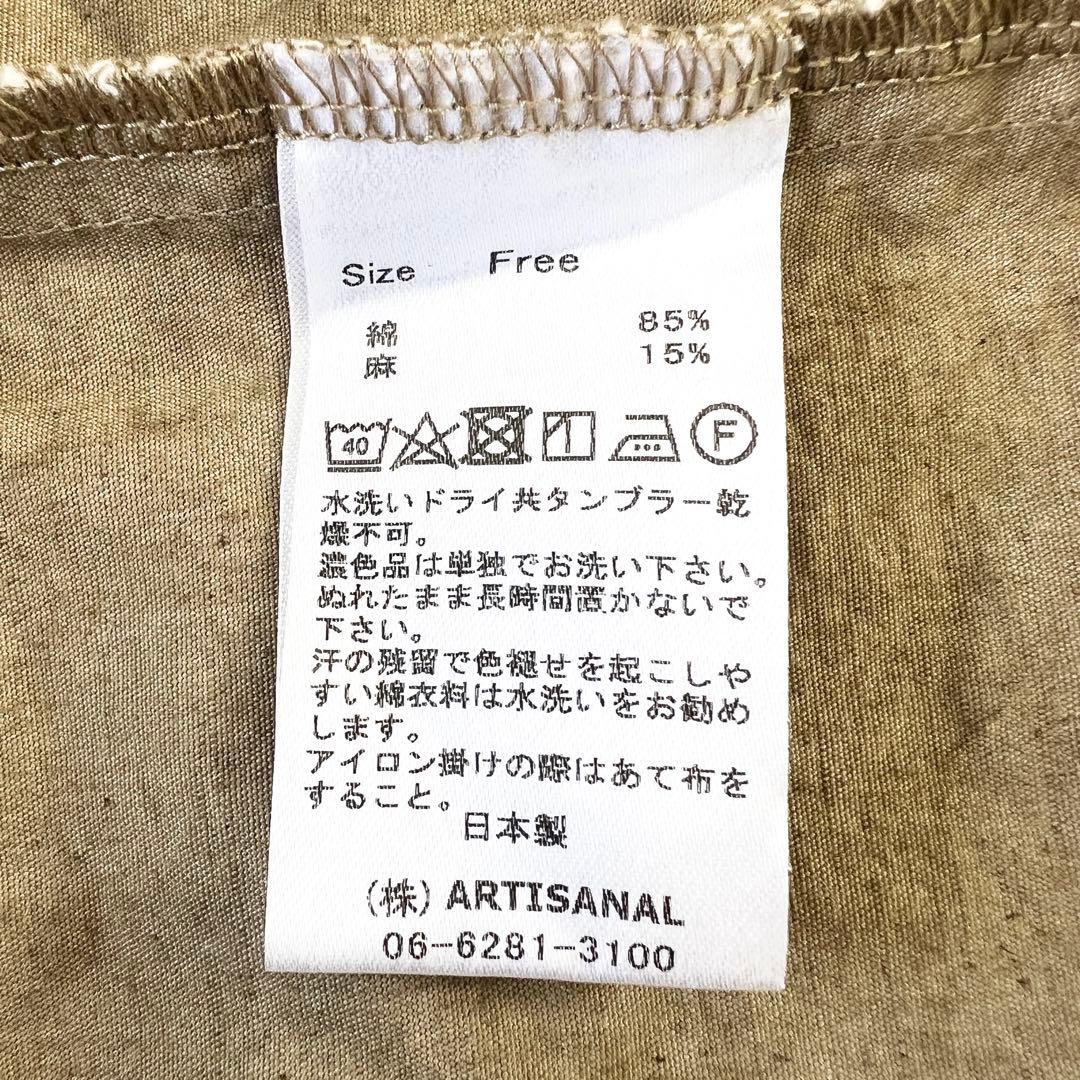 Size Free
綿 85%
麻 15%
40 F
水洗いドライ共タンブラー乾
燥不可。
濃色品は単独でお洗い下さい。
ぬれたまま長時間置かないで
下さい。
汗の残留で色褪せを起こしや
すい綿衣料は水洗いをお勧め
します。
アイロン掛けの際はあて布を
すること。
日本製
(株) ARTISANAL
06-6281-3100